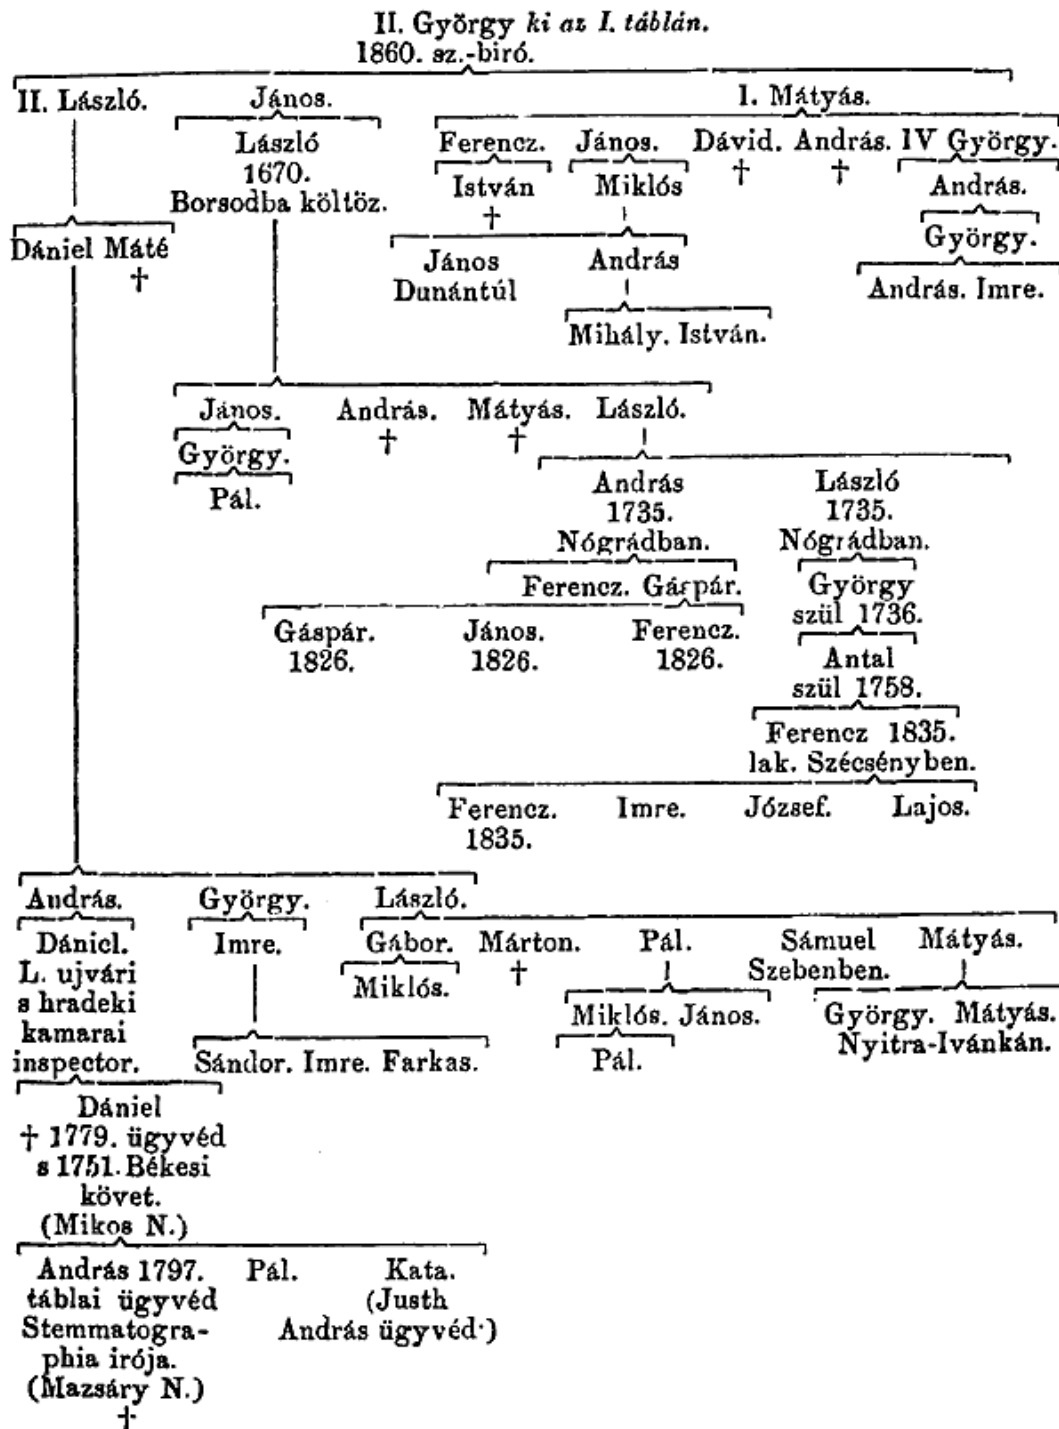 II. György ki az I. táblán.
1860. sz.-biró.
II. László. János. I. Mátyás.
László Ferencz. János. Dávid. András. IV György.
1670. István Miklós † † András.
Borsodba költöz. †
Dániel Máté György.
† János András
Dunántúl András. Imre.
Mihály. István.
János. András. Mátyás. László.
† †
György.
Pál. András László
1735. 1735.
Nógrádban. Nógrádban.
Ferencz. Gáspár. György
szül 1736.
Gáspár. János. Ferencz.
1826. 1826. 1826. Antal
szül 1758.
Ferencz 1835.
lak. Szécsényben.
Ferencz. Imre. József. Lajos.
1835.
András. György. László.
Dániel. Imre. Gábor. Márton. Pál. Sámuel Mátyás.
L. ujvári † Szebenben.
s hradeki Miklós.
kamarai Miklós. János. György. Mátyás.
inspector. Sándor. Imre. Farkas. Pál. Nyitra-Ivánkán.
Dániel
† 1779. ügyvéd
s 1751. Békesi
követ.
(Mikos N.)
András 1797. Pál. Kata.
táblai ügyvéd (Justh
Stemmatogra- András ügyvéd·)
phia irója.
(Mazsáry N.)
†